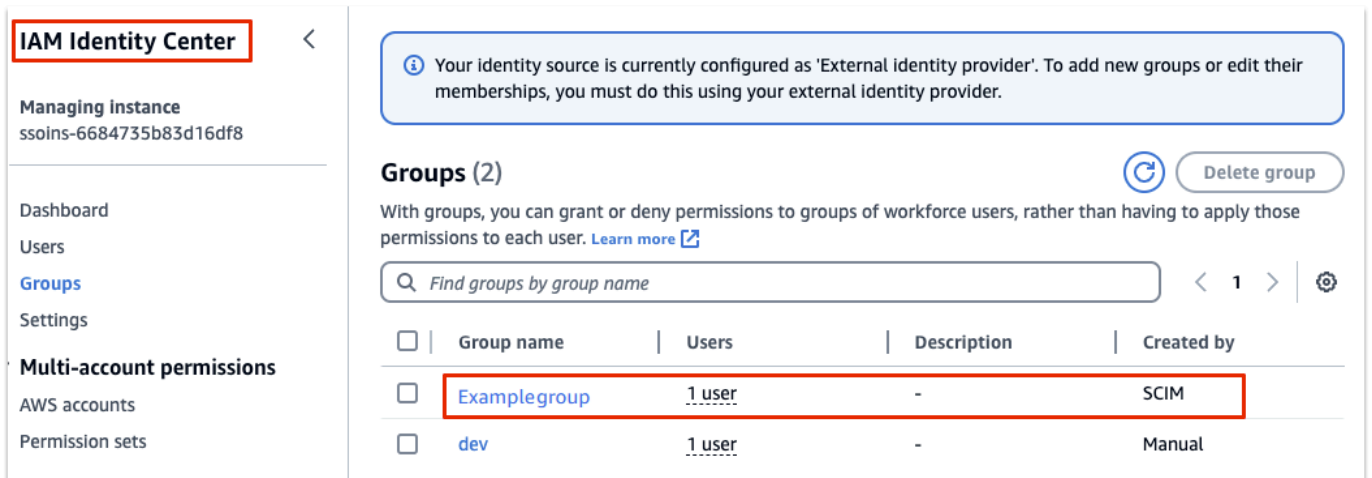 IAM Identity Center
Managing instance
ssoins-6684735b83d16df8
Dashboard
Users
Groups
Settings
Multi-account permissions
AWS accounts
Permission sets
Your identity source is currently configured as 'External identity provider'. To add new groups or edit their
memberships, you must do this using your external identity provider.
Groups (2)
Delete group
With groups, you can grant or deny permissions to groups of workforce users, rather than having to apply those
permissions to each user. Learn more
Find groups by group name
1
Group name Users Description Created by
Examplegroup 1 user - SCIM
dev 1 user - Manual